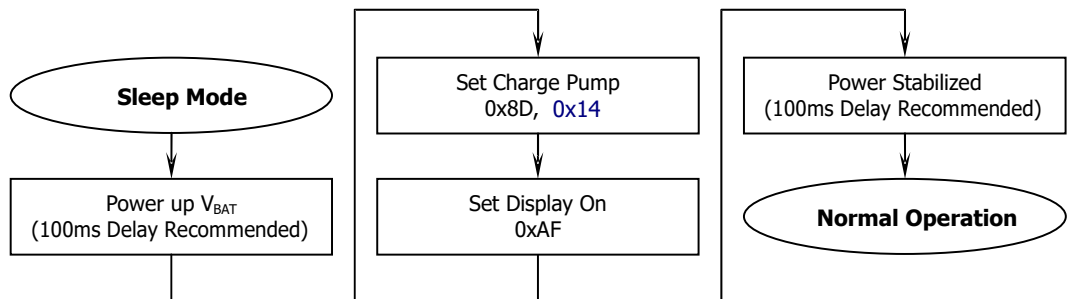 Sleep Mode
Power up VBAT
(100ms Delay Recommended)
Set Charge Pump
0x8D, 0x14
Set Display On
0xAF
Power Stabilized
(100ms Delay Recommended)
Normal Operation